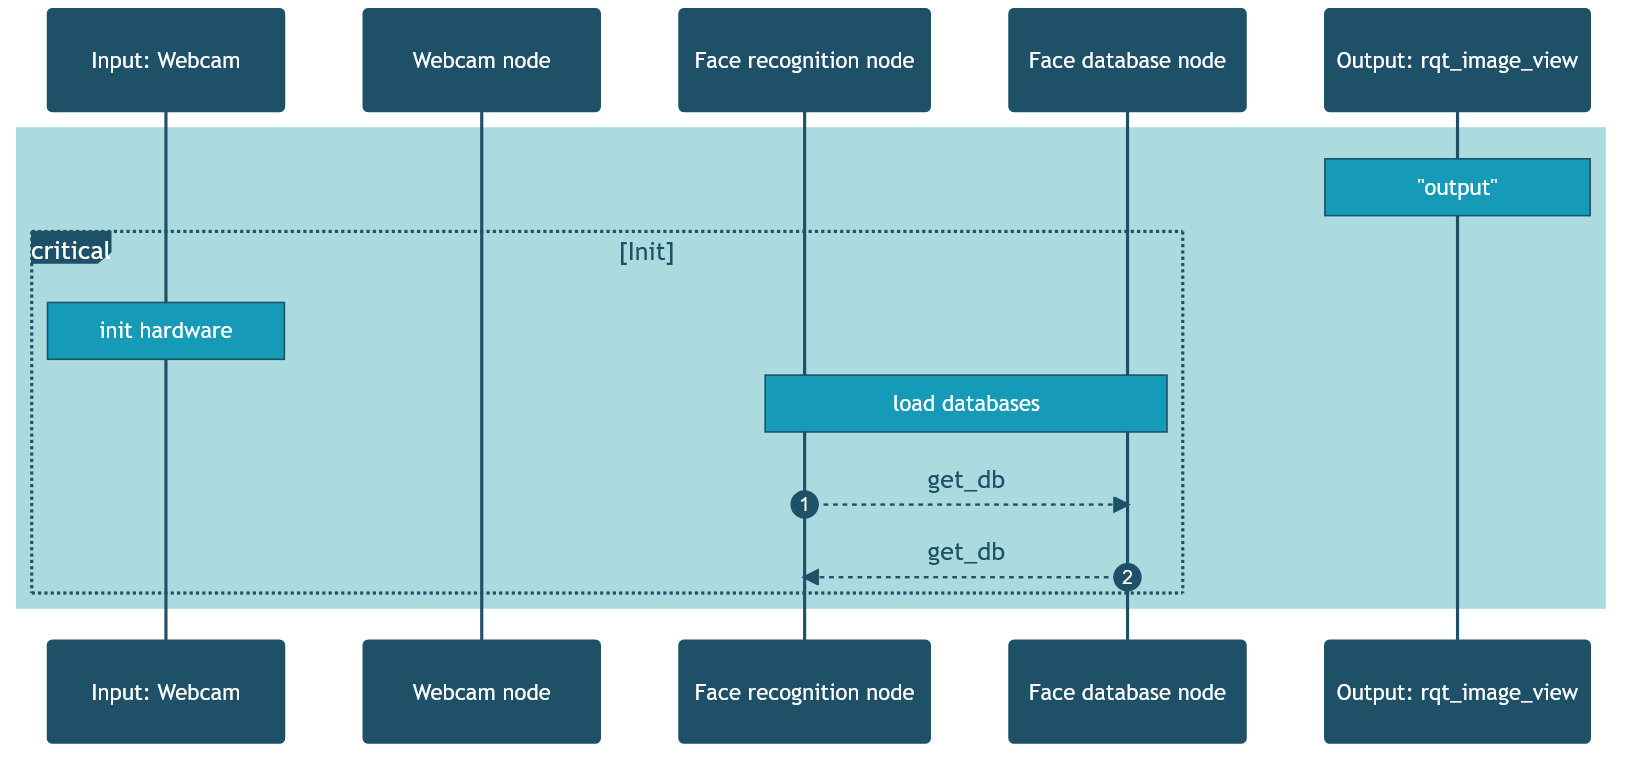 Input: Webcam
Webcam node
Face recognition node
Face database node
Output: rqt_image_view
"output"
critical
[Init]
init hardware
load databases
get_db
1
get_db
2
Input: Webcam
Webcam node
Face recognition node
Face database node
Output: rqt_image_view